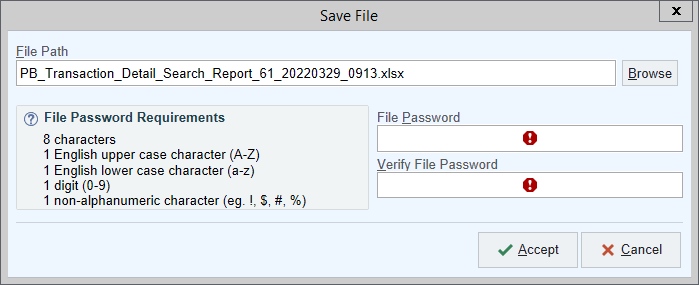 Save File
x
File Path
PB_Transaction_Detail_Search_Report_61_20220329_0913.xlsx
Browse
? File Password Requirements
8 characters
1 English upper case character (A-Z)
1 English lower case character (a-z)
1 digit (0-9)
1 non-alphanumeric character (eg. !, $, #, %)
File Password
!
Verify File Password
!
Accept
Cancel